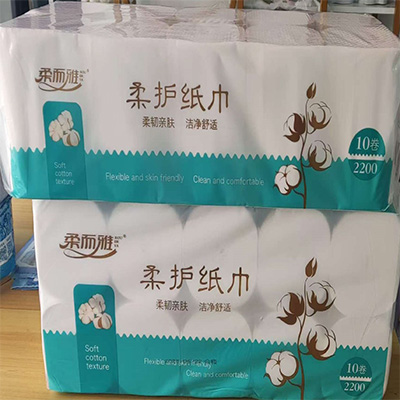 柔而雅
柔护纸巾
柔韧亲肤 洁净舒适
Soft
cotton
texture
Flexible and skin friendly Clean and comfortable
10卷
2200
柔而雅
柔护纸巾
柔韧亲肤 洁净舒适
Soft
cotton
texture
Flexible and skin friendly
Clean and comfortable
10卷
2200